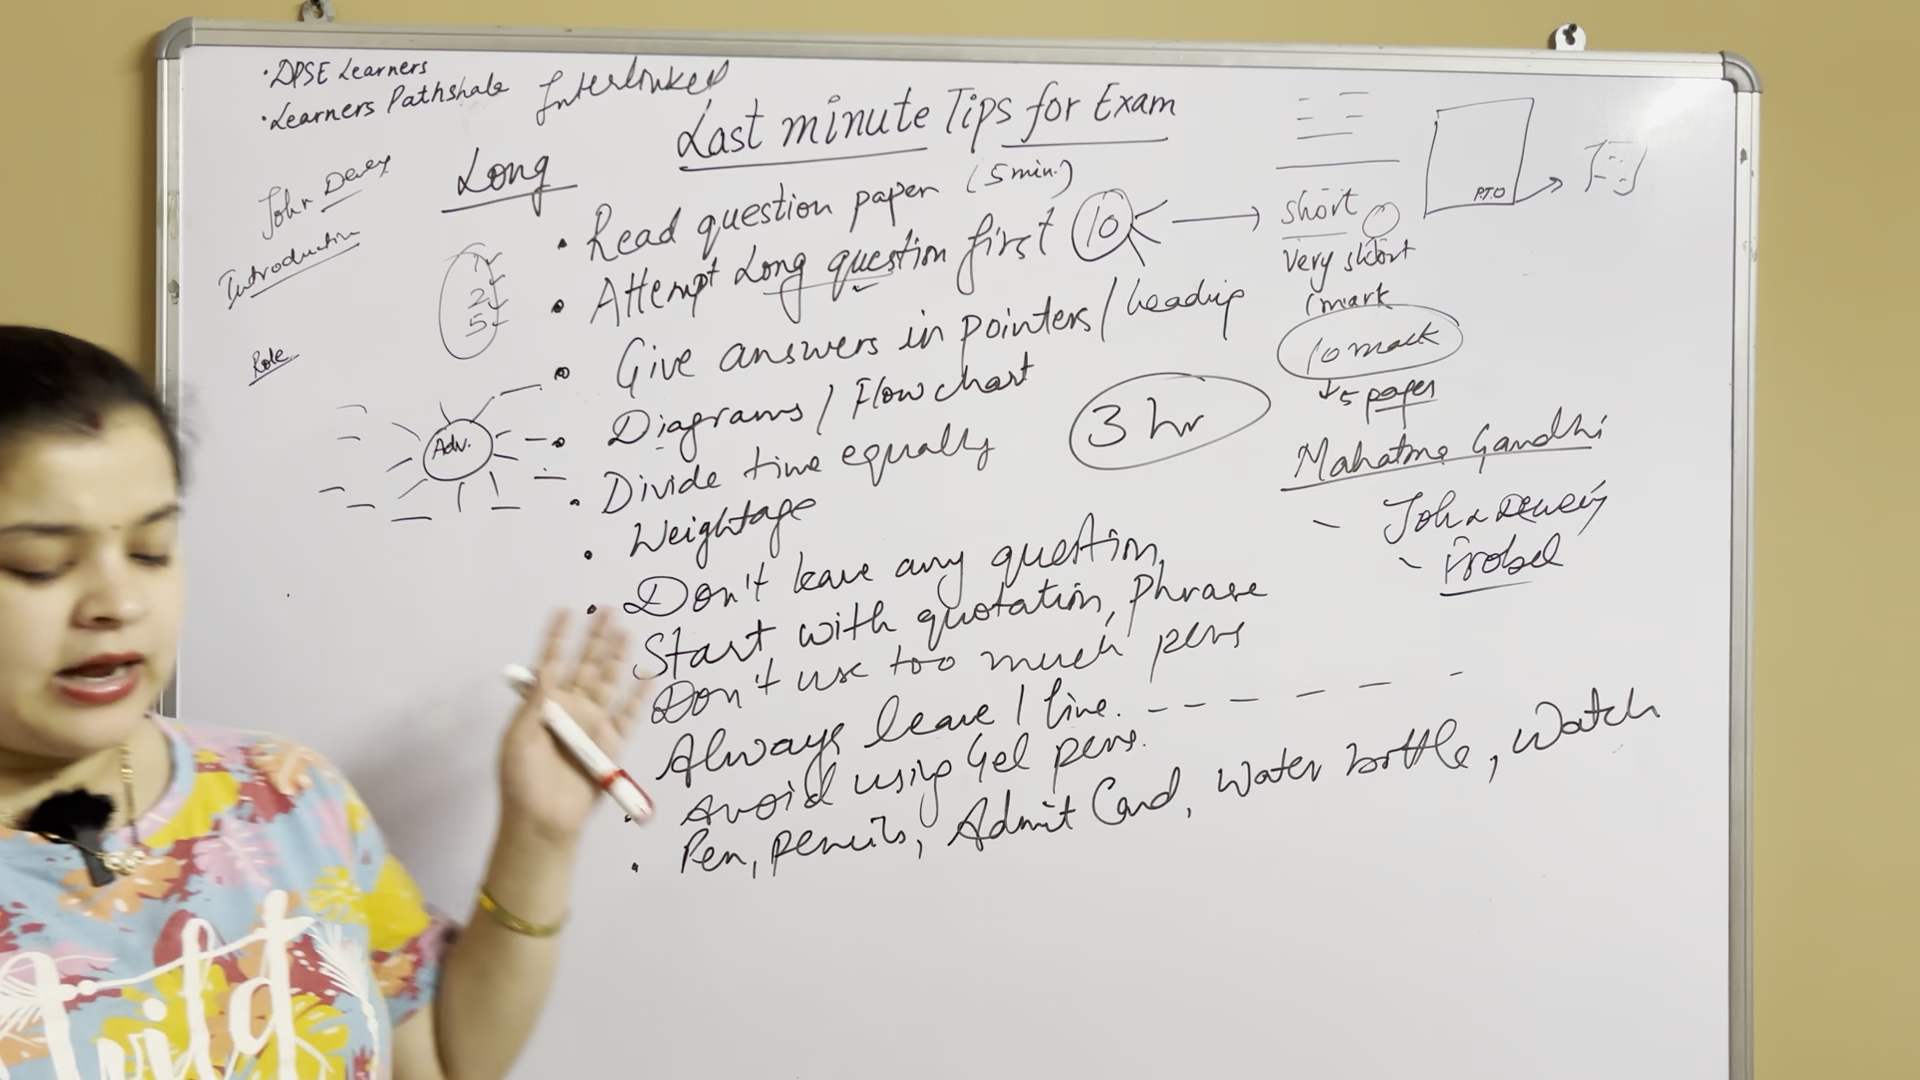 · DPSE Learners
· Learners Pathshala
Interlinked
Last minute Tips for Exam
John Dewey
Introduction
Role
Long
1
2
5
Adv.
• Read question paper (5 min.)
• Attempt Long question first 10
• Give answers in pointers / heading
• Diagrams / Flow chart
• Divide time equally
• Weightage
• Don't leave any question,
Start with quotation, Phrase
Don't use too much pens
Always leave 1 line. - - - - - -
• Avoid using Gel pens.
• Pen, pencils, Admit Card, Water bottle, Watch
3 hr
short
Very short
1 mark
10 mark
5 pages
PTO
Mahatma Gandhi
- John Dewey
- Frobel
Wild